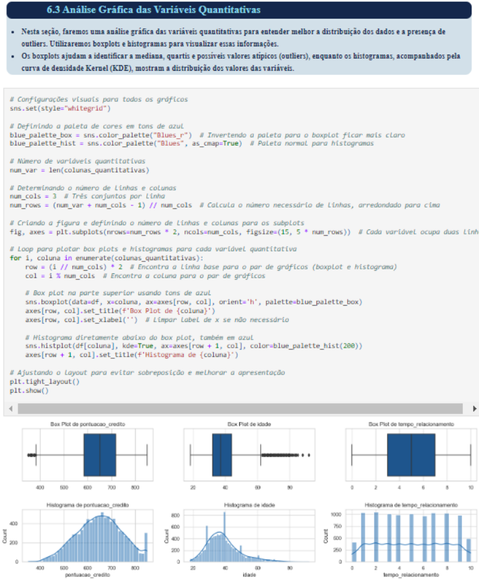 6.3 Análise Gráfica das Variáveis Quantitativas
• Nesta seção, faremos uma análise gráfica das variáveis quantitativas para entender melhor a distribuição dos dados e a presença de
outliers. Utilizaremos boxplots e histogramas para visualizar essas informações.
• Os boxplots ajudam a identificar a mediana, quartis e possíveis valores atípicos (outliers), enquanto os histogramas, acompanhados pela
curva de densidade Kernel (KDE), mostram a distribuição dos valores das variáveis.
# Configurações visuais para todos os gráficos
sns.set(style="whitegrid")
# Definindo a paleta de cores em tons de azul
blue_palette_box = sns.color_palette("Blues_r")  # Invertendo a paleta para o boxplot ficar mais claro
blue_palette_hist = sns.color_palette("Blues", as_cmap=True)  # Paleta normal para histogramas
# Número de variáveis quantitativas
num_var = len(colunas_quantitativas)
# Determinando o número de linhas e colunas
num_cols = 3  # Três conjuntos por linha
num_rows = (num_var + num_cols - 1) // num_cols  # Calcula o número necessário de linhas, arredondado para cima
# Criando a figura e definindo o número de linhas e colunas para os subplots
fig, axes = plt.subplots(nrows=num_rows * 2, ncols=num_cols, figsize=(15, 5 * num_rows))  # Cada variável ocupa duas linh
# Loop para plotar box plots e histogramas para cada variável quantitativa
for i, coluna in enumerate(colunas_quantitativas):
row = (i // num_cols) * 2  # Encontra a linha base para o par de gráficos (boxplot e histograma)
col = i % num_cols  # Encontra a coluna para o par de gráficos
# Box plot na parte superior usando tons de azul
sns.boxplot(data=df, x=coluna, ax=axes[row, col], orient='h', palette=blue_palette_box)
axes[row, col].set_title(f'Box Plot de {coluna}')
axes[row, col].set_xlabel('')  # Limpar label de x se não necessário
# Histograma diretamente abaixo do box plot, também em azul
sns.histplot(df[coluna], kde=True, ax=axes[row + 1, col], color=blue_palette_hist(200))
axes[row + 1, col].set_title(f'Histograma de {coluna}')
# Ajustando o layout para evitar sobreposição e melhorar a apresentação
plt.tight_layout()
plt.show()
Box Plot de pontuacao_credito Box Plot de idade Box Plot de tempo_relacionamento
400 500 600 700 800 20 40 60 80 0 2 4 6 8 10
Histograma de pontuacao_credito Histograma de idade Histograma de tempo_relacionamento
Count 400 200 0 Count 800 600 400 200 0 Count 1000 750 500 250 0
400 500 600 700 800 20 40 60 80 0 2 4 6 8 10
pontuacao_credito idade tempo_relacionamento